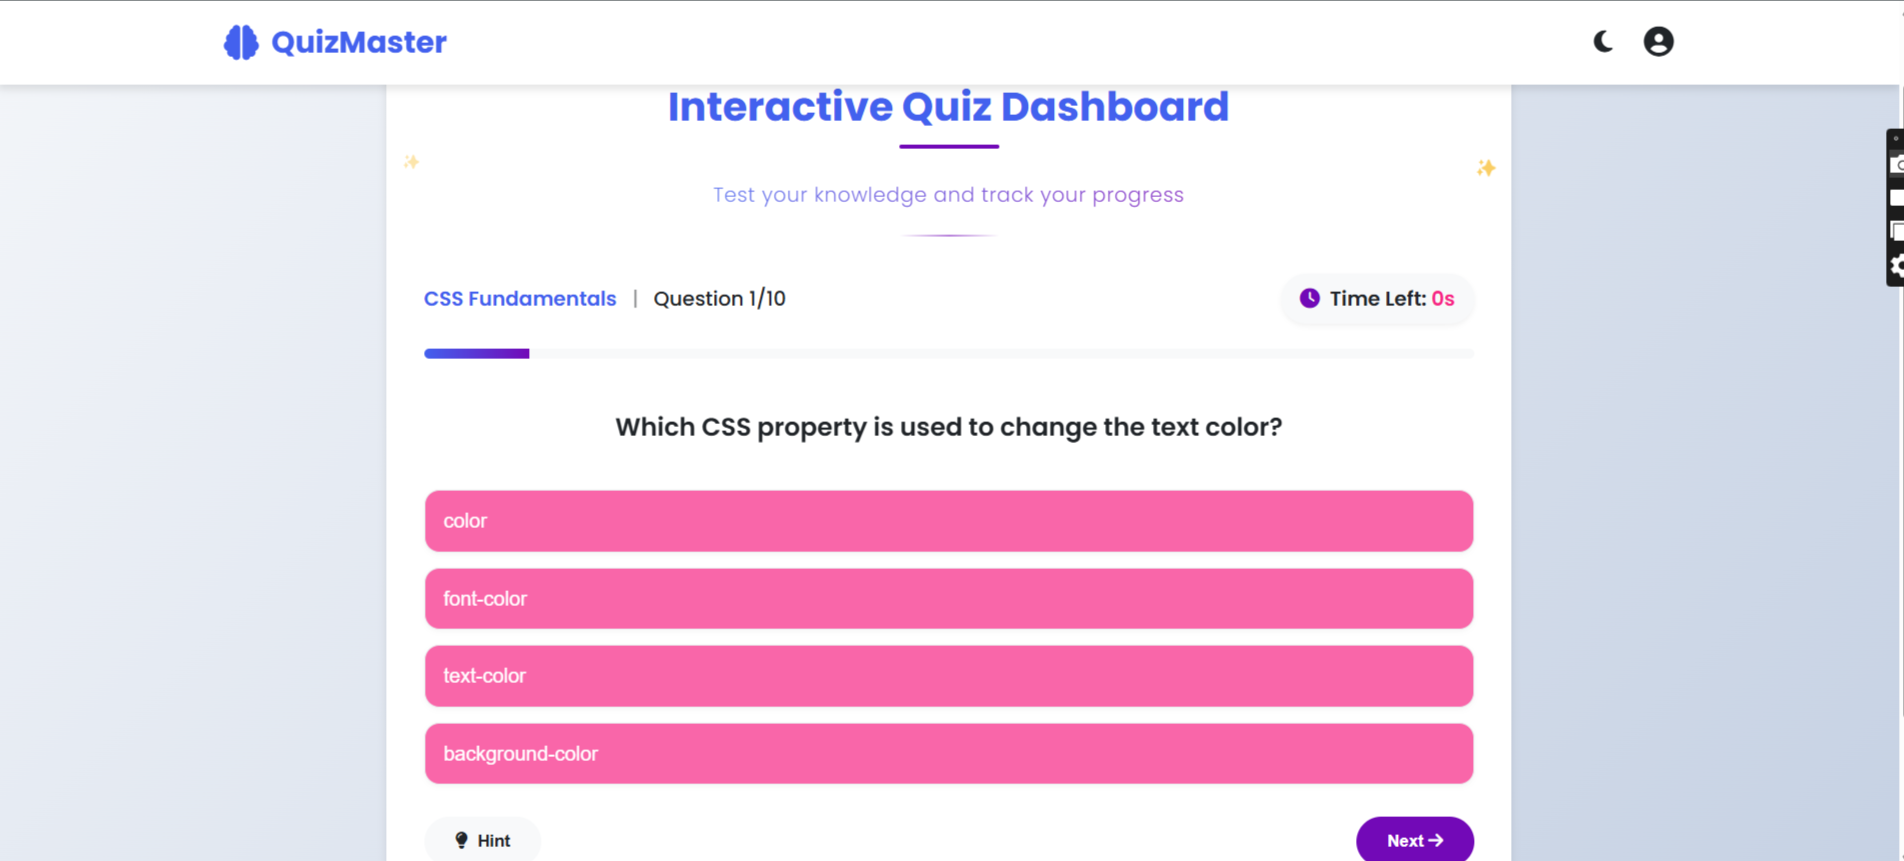 QuizMaster
Interactive Quiz Dashboard
Test your knowledge and track your progress
CSS Fundamentals | Question 1/10
Time Left: 0s
Which CSS property is used to change the text color?
color
font-color
text-color
background-color
Hint
Next →